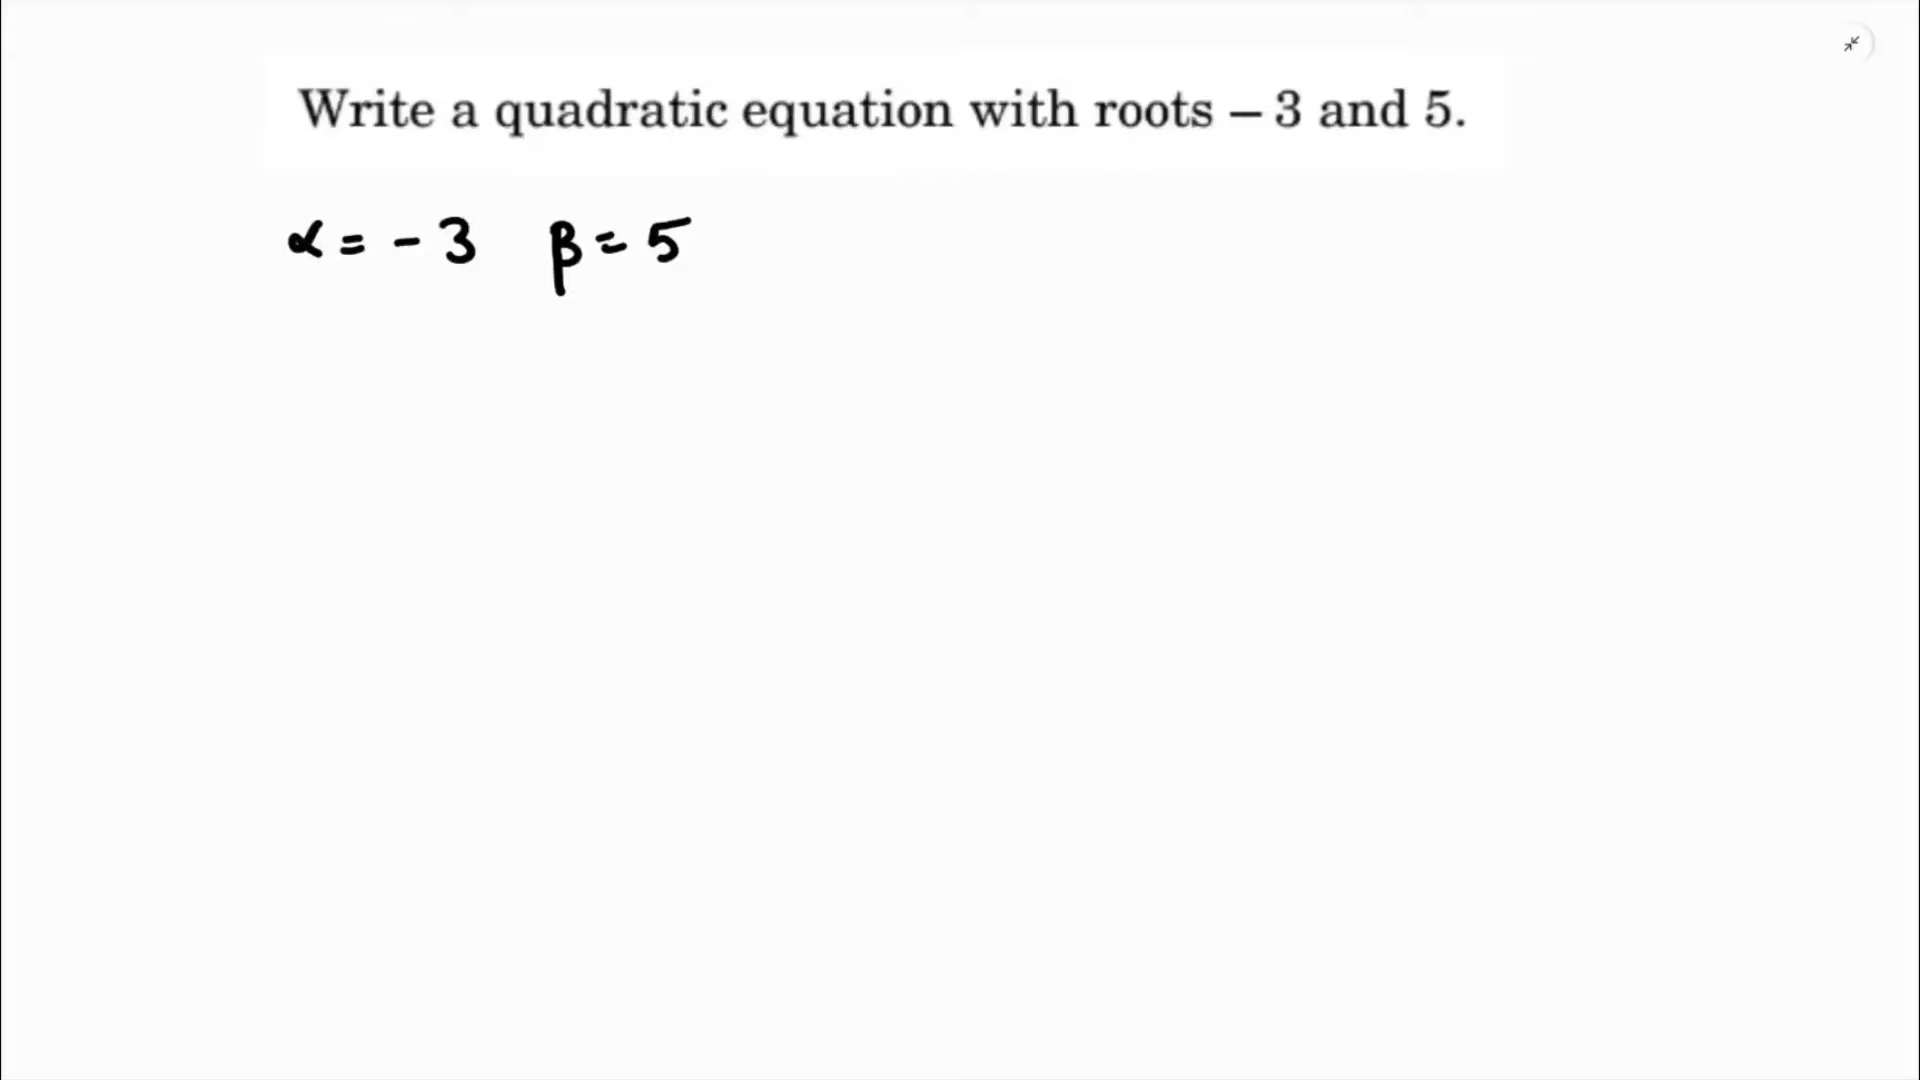 Write a quadratic equation with roots – 3 and 5.
α = - 3 β = 5